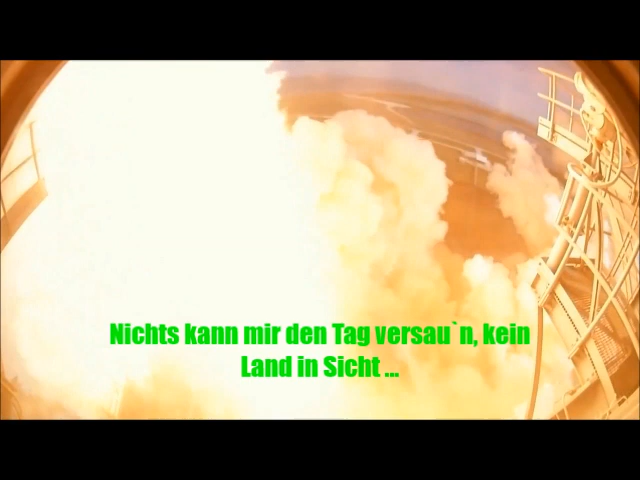 Nichts kann mir den Tag versau`n, kein
Land in Sicht ...